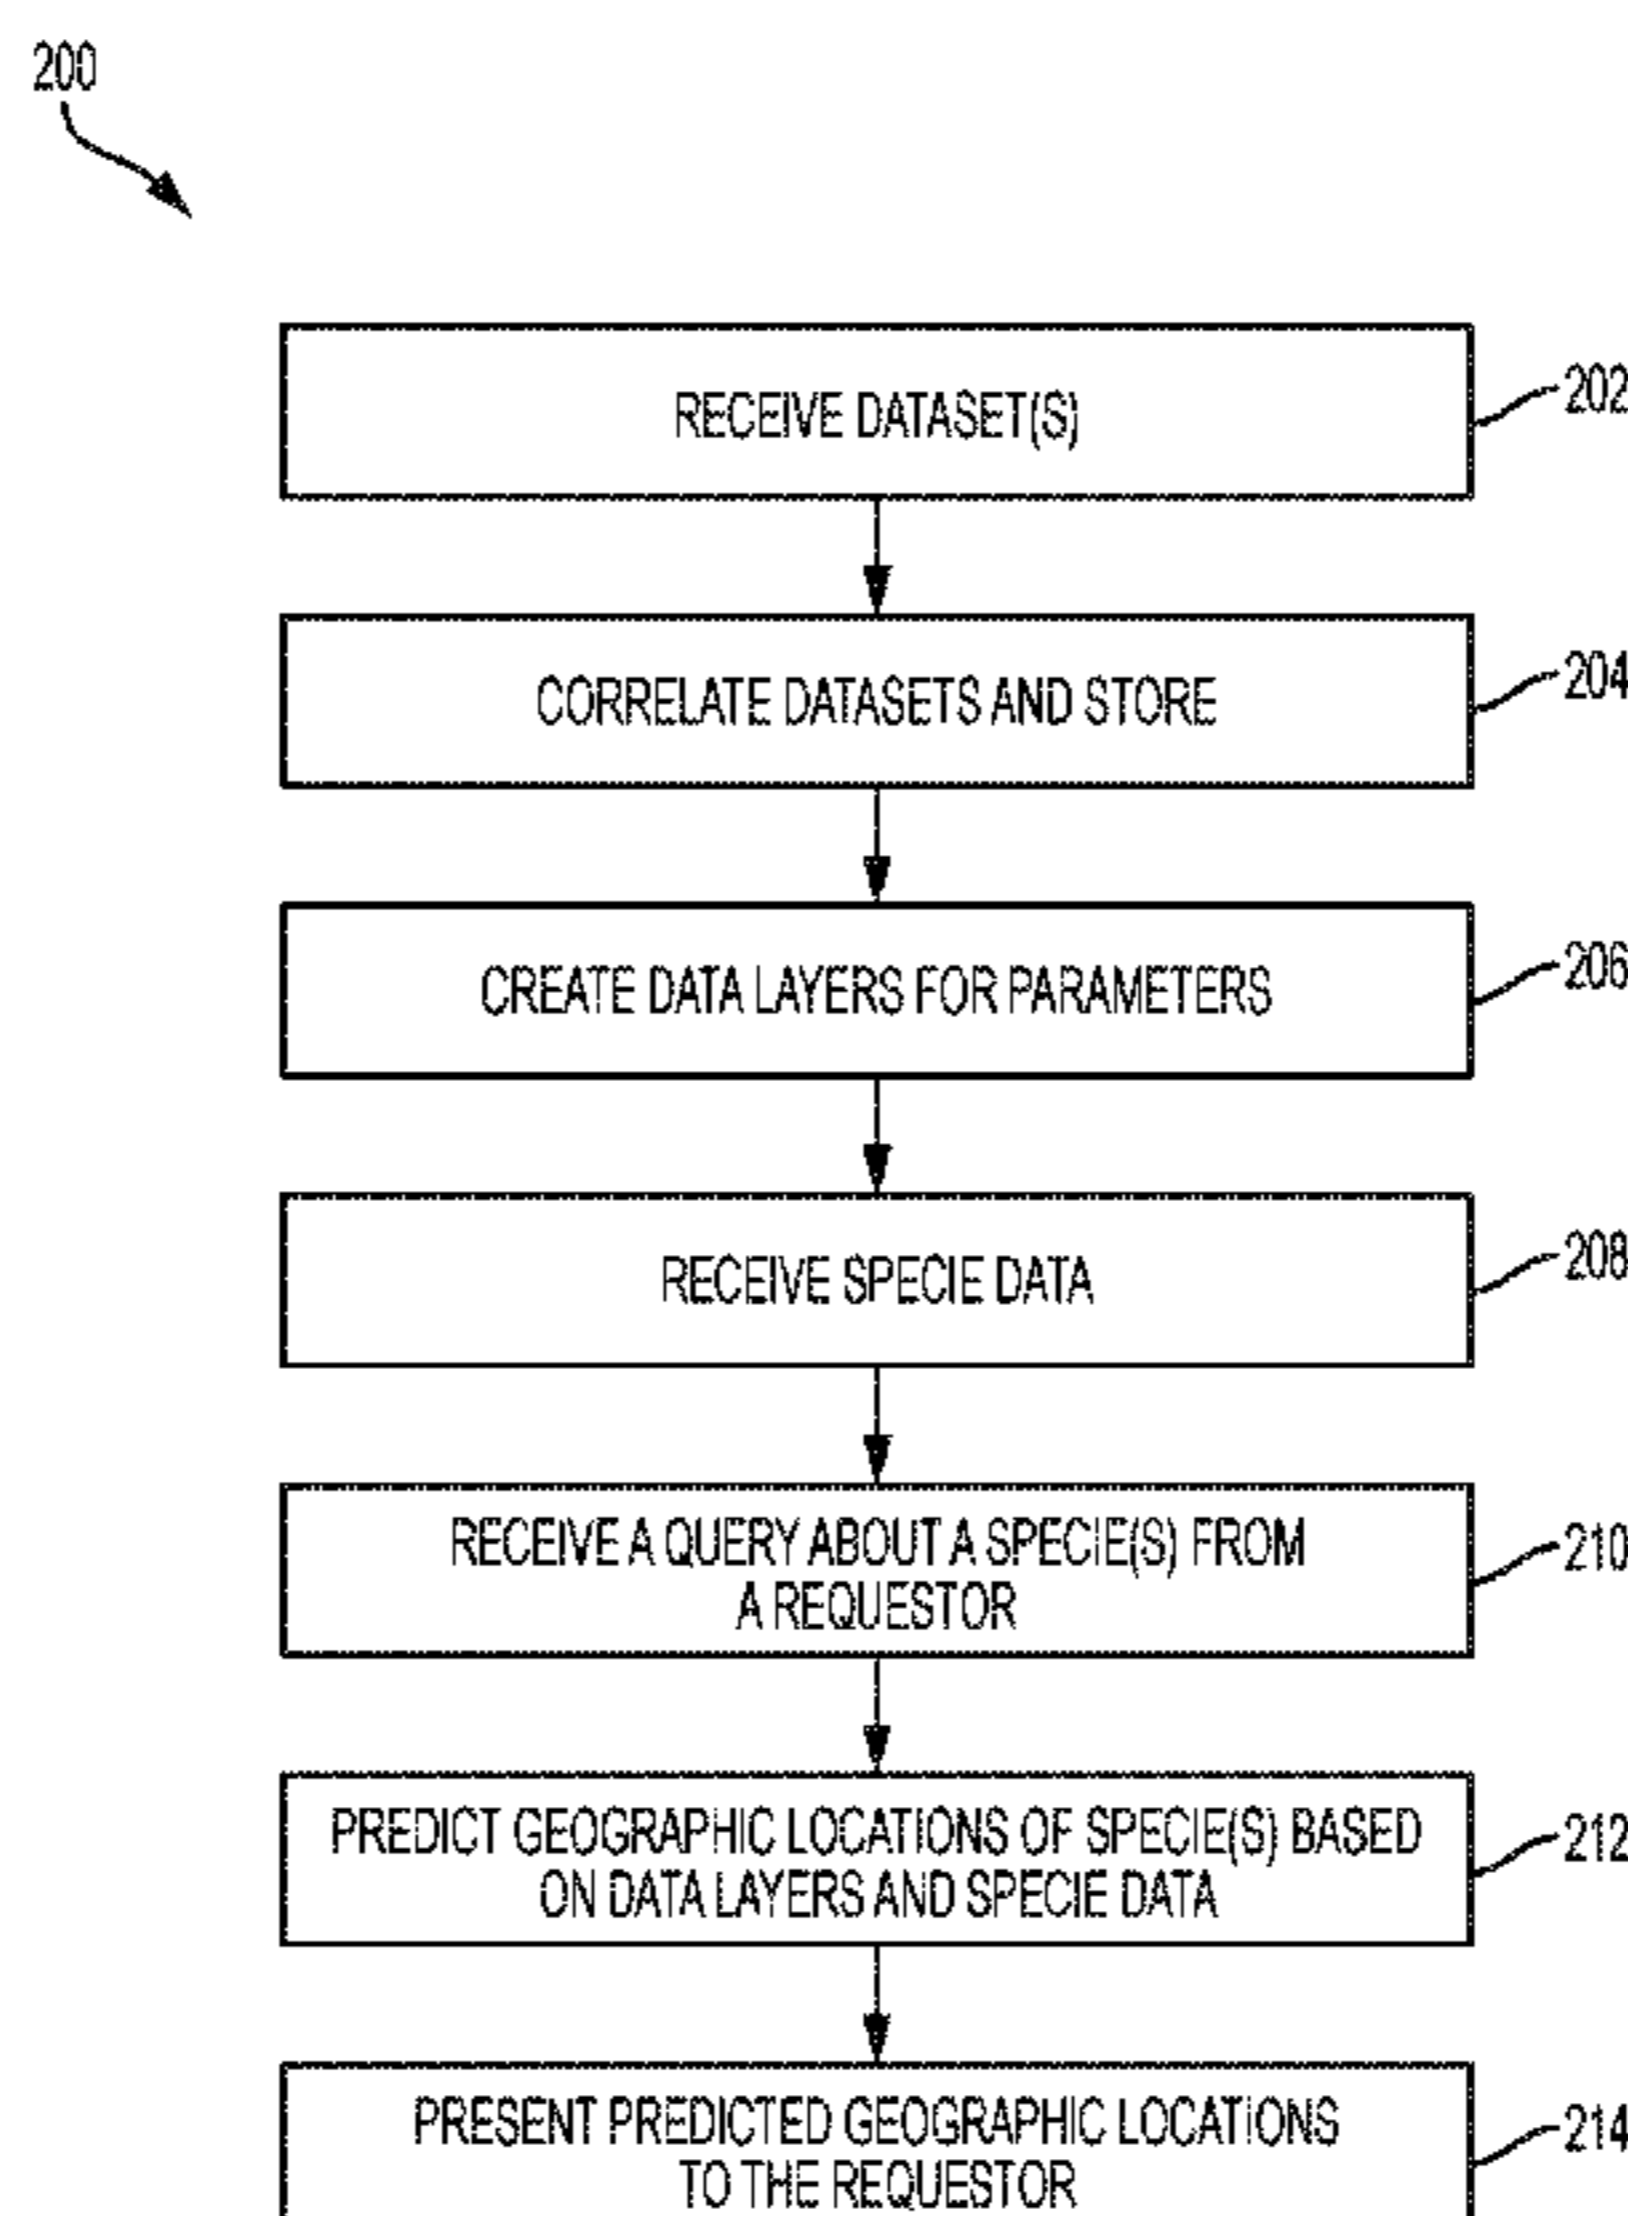 200
RECEIVE DATASET(S)
202
CORRELATE DATASETS AND STORE
204
CREATE DATA LAYERS FOR PARAMETERS
206
RECEIVE SPECIE DATA
208
RECEIVE A QUERY ABOUT A SPECIE(S) FROM
A REQUESTOR
210
PREDICT GEOGRAPHIC LOCATIONS OF SPECIE(S) BASED
ON DATA LAYERS AND SPECIE DATA
212
PRESENT PREDICTED GEOGRAPHIC LOCATIONS
TO THE REQUESTOR
214